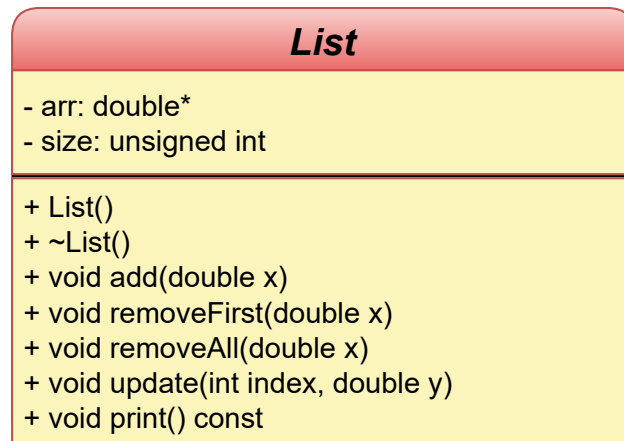 List
- arr: double*
- size: unsigned int
+ List()
+ ~List()
+ void add(double x)
+ void removeFirst(double x)
+ void removeAll(double x)
+ void update(int index, double y)
+ void print() const